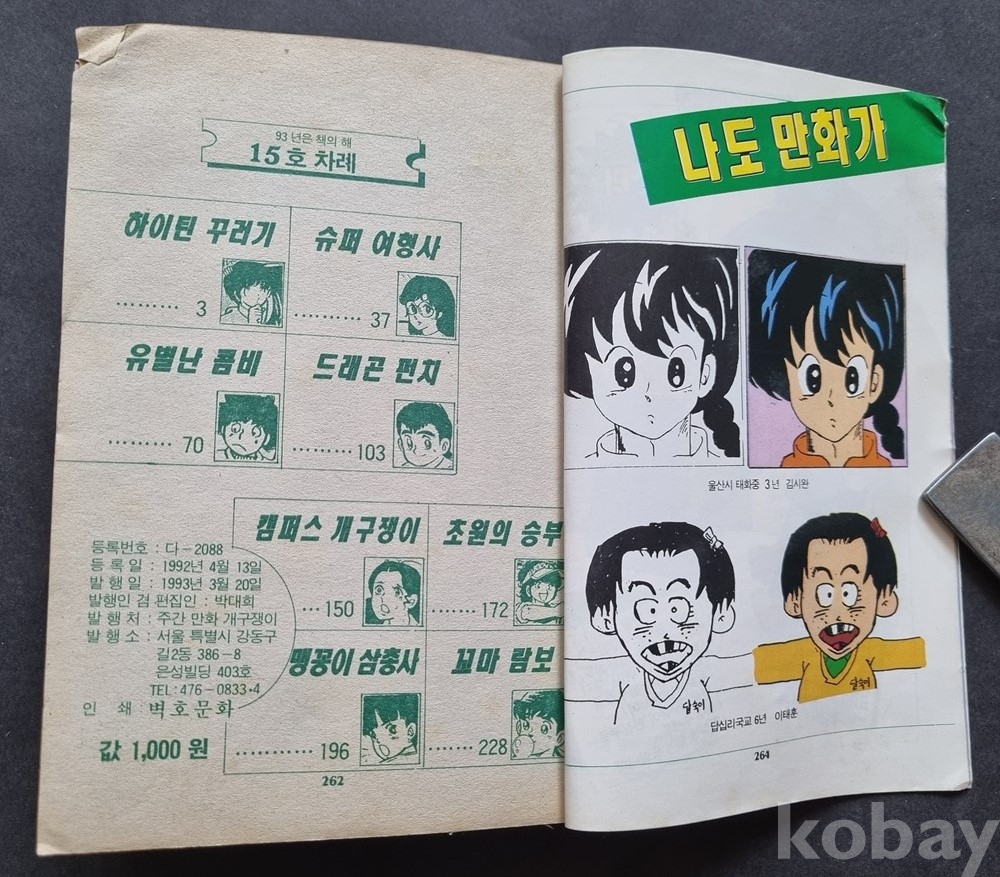 93년은 책의 해
15호 차례
하이틴 꾸러기
슈퍼 여형사
3
37
유별난 콤비
드래곤 펀치
70
103
캠퍼스 개구쟁이
초원의 승부
150
172
맹꽁이 삼총사
꼬마 람보
196
228
등록번호 : 다-2088
등 록 일 : 1992년 4월 13일
발 행 일 : 1993년 3월 20일
발행인 겸 편집인 : 박대희
발 행 처 : 주간 만화 개구쟁이
발 행 소 : 서울 특별시 강동구
길2동 386-8
은성빌딩 403호
TEL : 476-0833·4
인 쇄 : 벽호문화
값 1,000 원
262
나도 만화가
울산시 태화중 3년 김시완
답십리국교 6년 이태훈
264
kobay